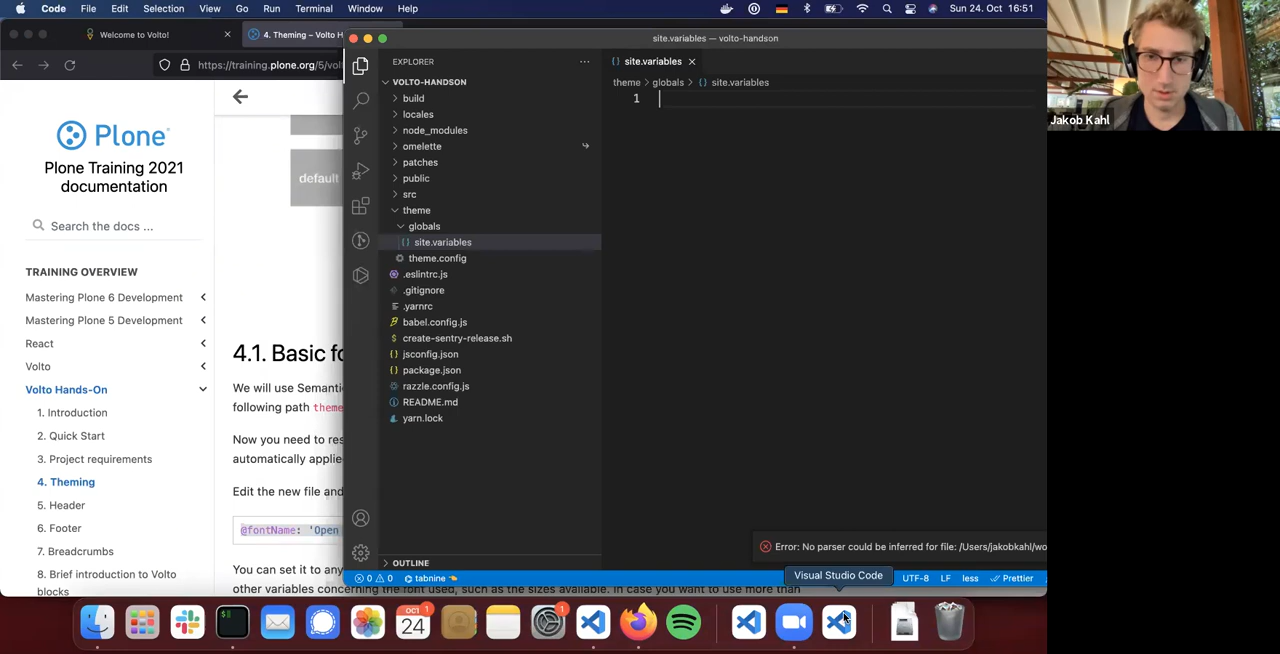 Code File Edit Selection View Go Run Terminal Window Help Sun 24. Oct 16:51
Welcome to Volto!
4. Theming – Volto H
https://training.plone.org/5/vol
Plone
Plone Training 2021
documentation
Search the docs ...
TRAINING OVERVIEW
Mastering Plone 6 Development
Mastering Plone 5 Development
React
Volto
Volto Hands-On
1. Introduction
2. Quick Start
3. Project requirements
4. Theming
5. Header
6. Footer
7. Breadcrumbs
8. Brief introduction to Volto
blocks
default
4.1. Basic fo
We will use Semanti
following path theme
Now you need to res
automatically applie
Edit the new file and
@fontName: 'Open
You can set it to any
other variables concerning the font used, such as the sizes available. In case you want to use more than
site.variables — volto-handson
EXPLORER
VOLTO-HANDSON
build
locales
node_modules
omelette
patches
public
src
theme
globals
site.variables
theme.config
.eslintrc.js
.gitignore
.yarnrc
babel.config.js
create-sentry-release.sh
jsconfig.json
package.json
razzle.config.js
README.md
yarn.lock
OUTLINE
site.variables
theme > globals > site.variables
1
Error: No parser could be inferred for file: /Users/jakobkahl/wo
Visual Studio Code
0 0 tabnine UTF-8 LF less Prettier
OCT 1
24
1
Jakob Kahl